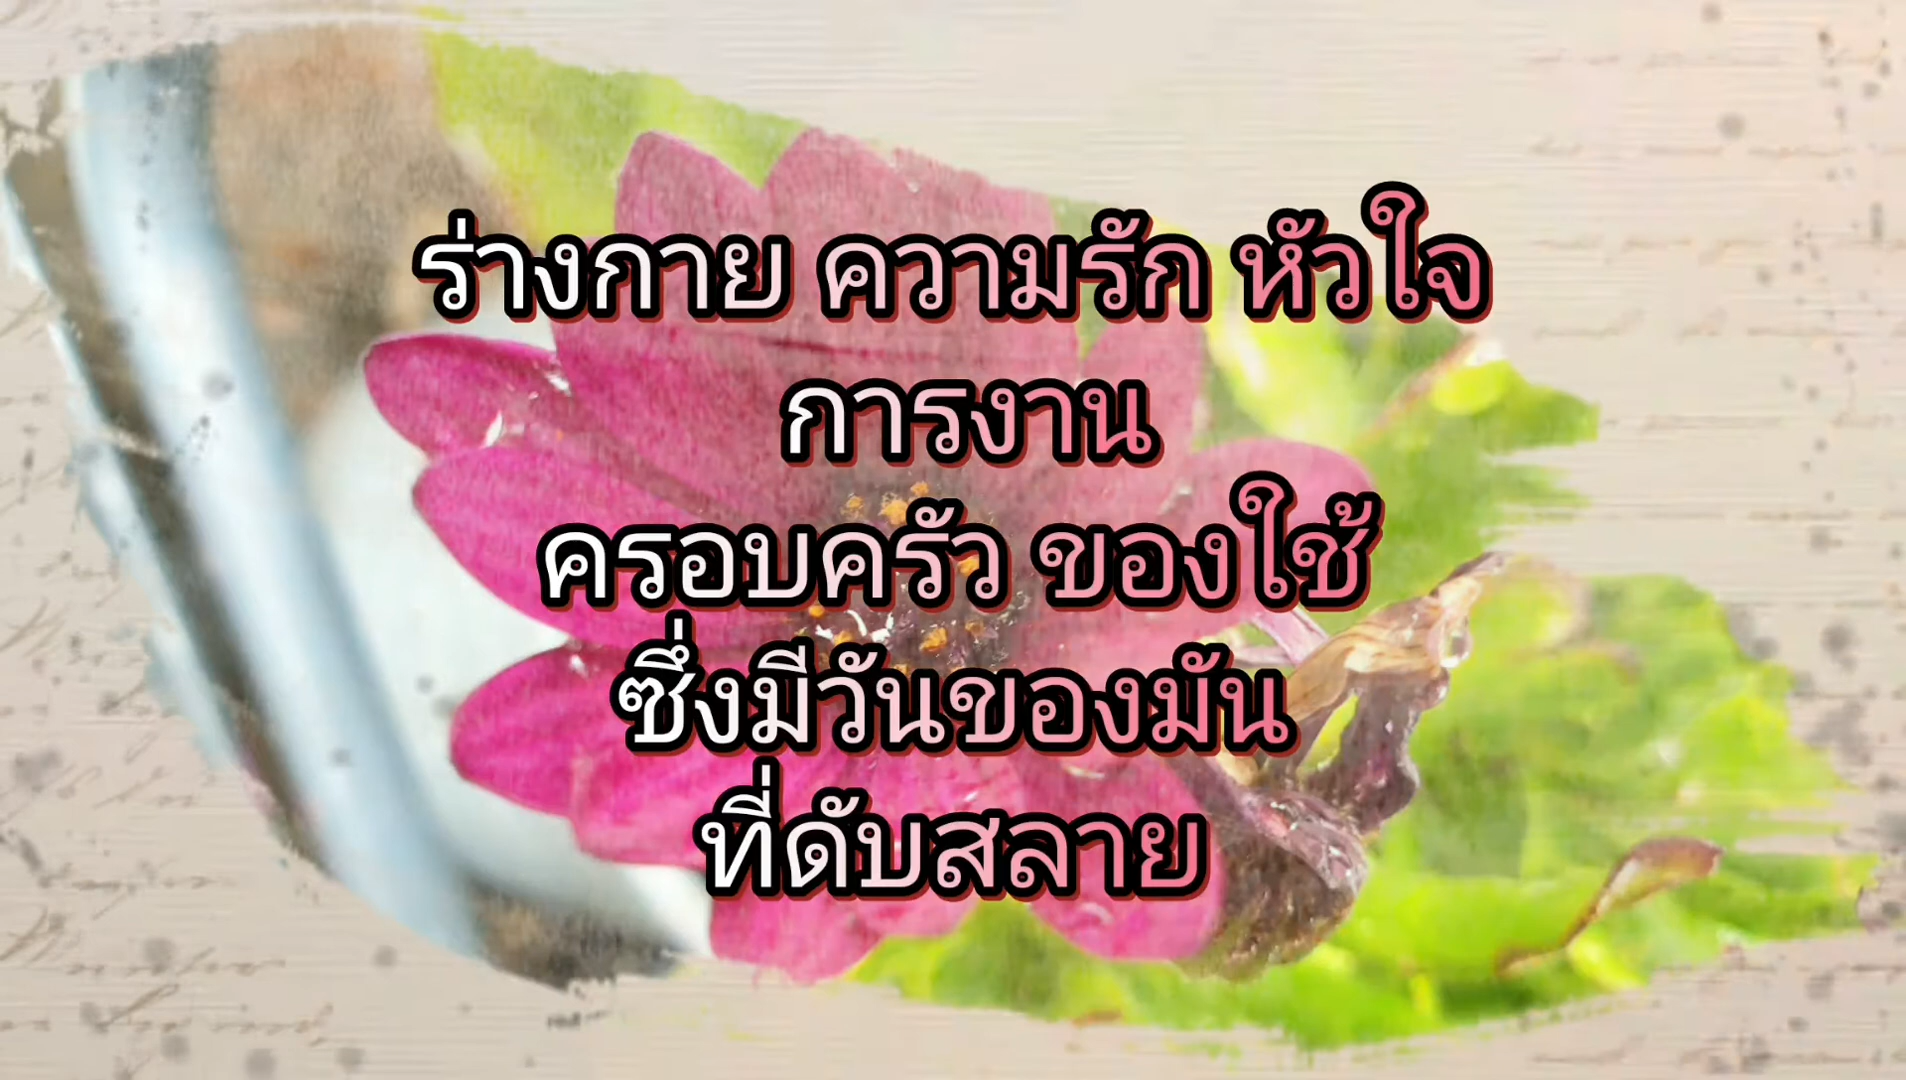 ร่างกาย ความรัก หัวใจ
การงาน
ครอบครัว ของใช้
ซึ่งมีวันของมัน
ที่ดับสลาย